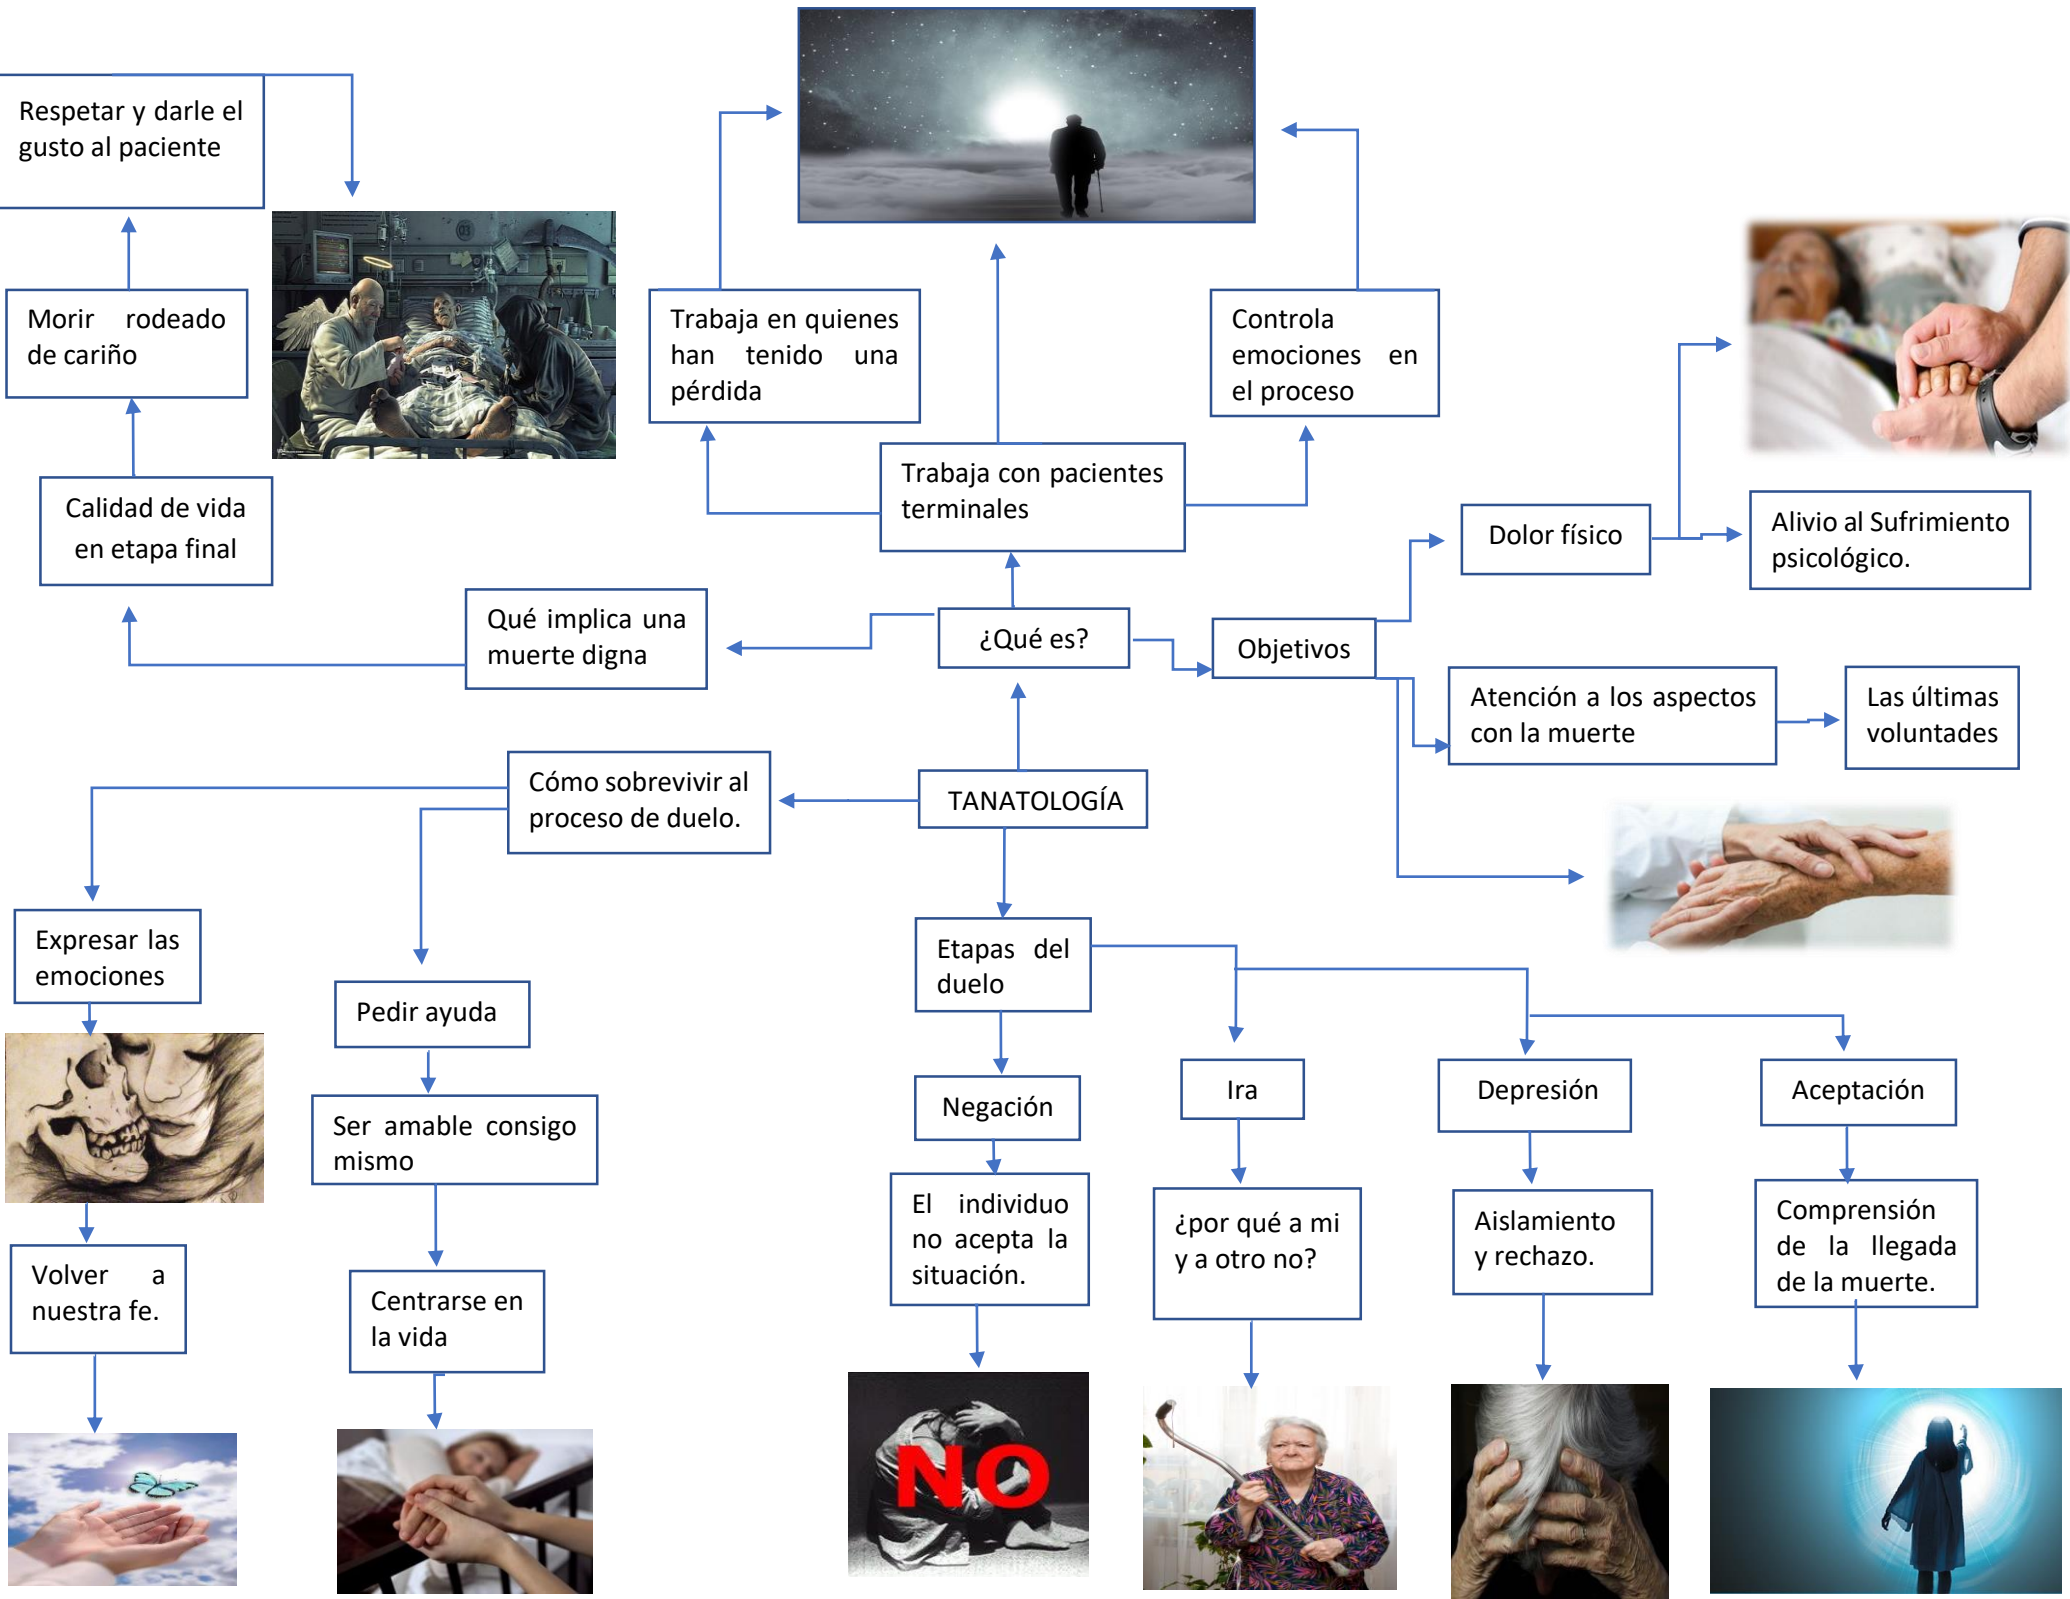 Respetar y darle el
gusto al paciente
Morir rodeado
de cariño
Calidad de vida
en etapa final
Qué implica una
muerte digna
Trabaja en quienes
han tenido una
pérdida
Controla
emociones en
el proceso
Trabaja con pacientes
terminales
¿Qué es?
Objetivos
Dolor físico
Alivio al Sufrimiento
psicológico.
Atención a los aspectos
con la muerte
Las últimas
voluntades
TANATOLOGÍA
Cómo sobrevivir al
proceso de duelo.
Expresar las
emociones
Volver a
nuestra fe.
Pedir ayuda
Ser amable consigo
mismo
Centrarse en
la vida
Etapas del
duelo
Negación
El individuo
no acepta la
situación.
NO
Ira
¿por qué a mi
y a otro no?
Depresión
Aislamiento
y rechazo.
Aceptación
Comprensión
de la llegada
de la muerte.